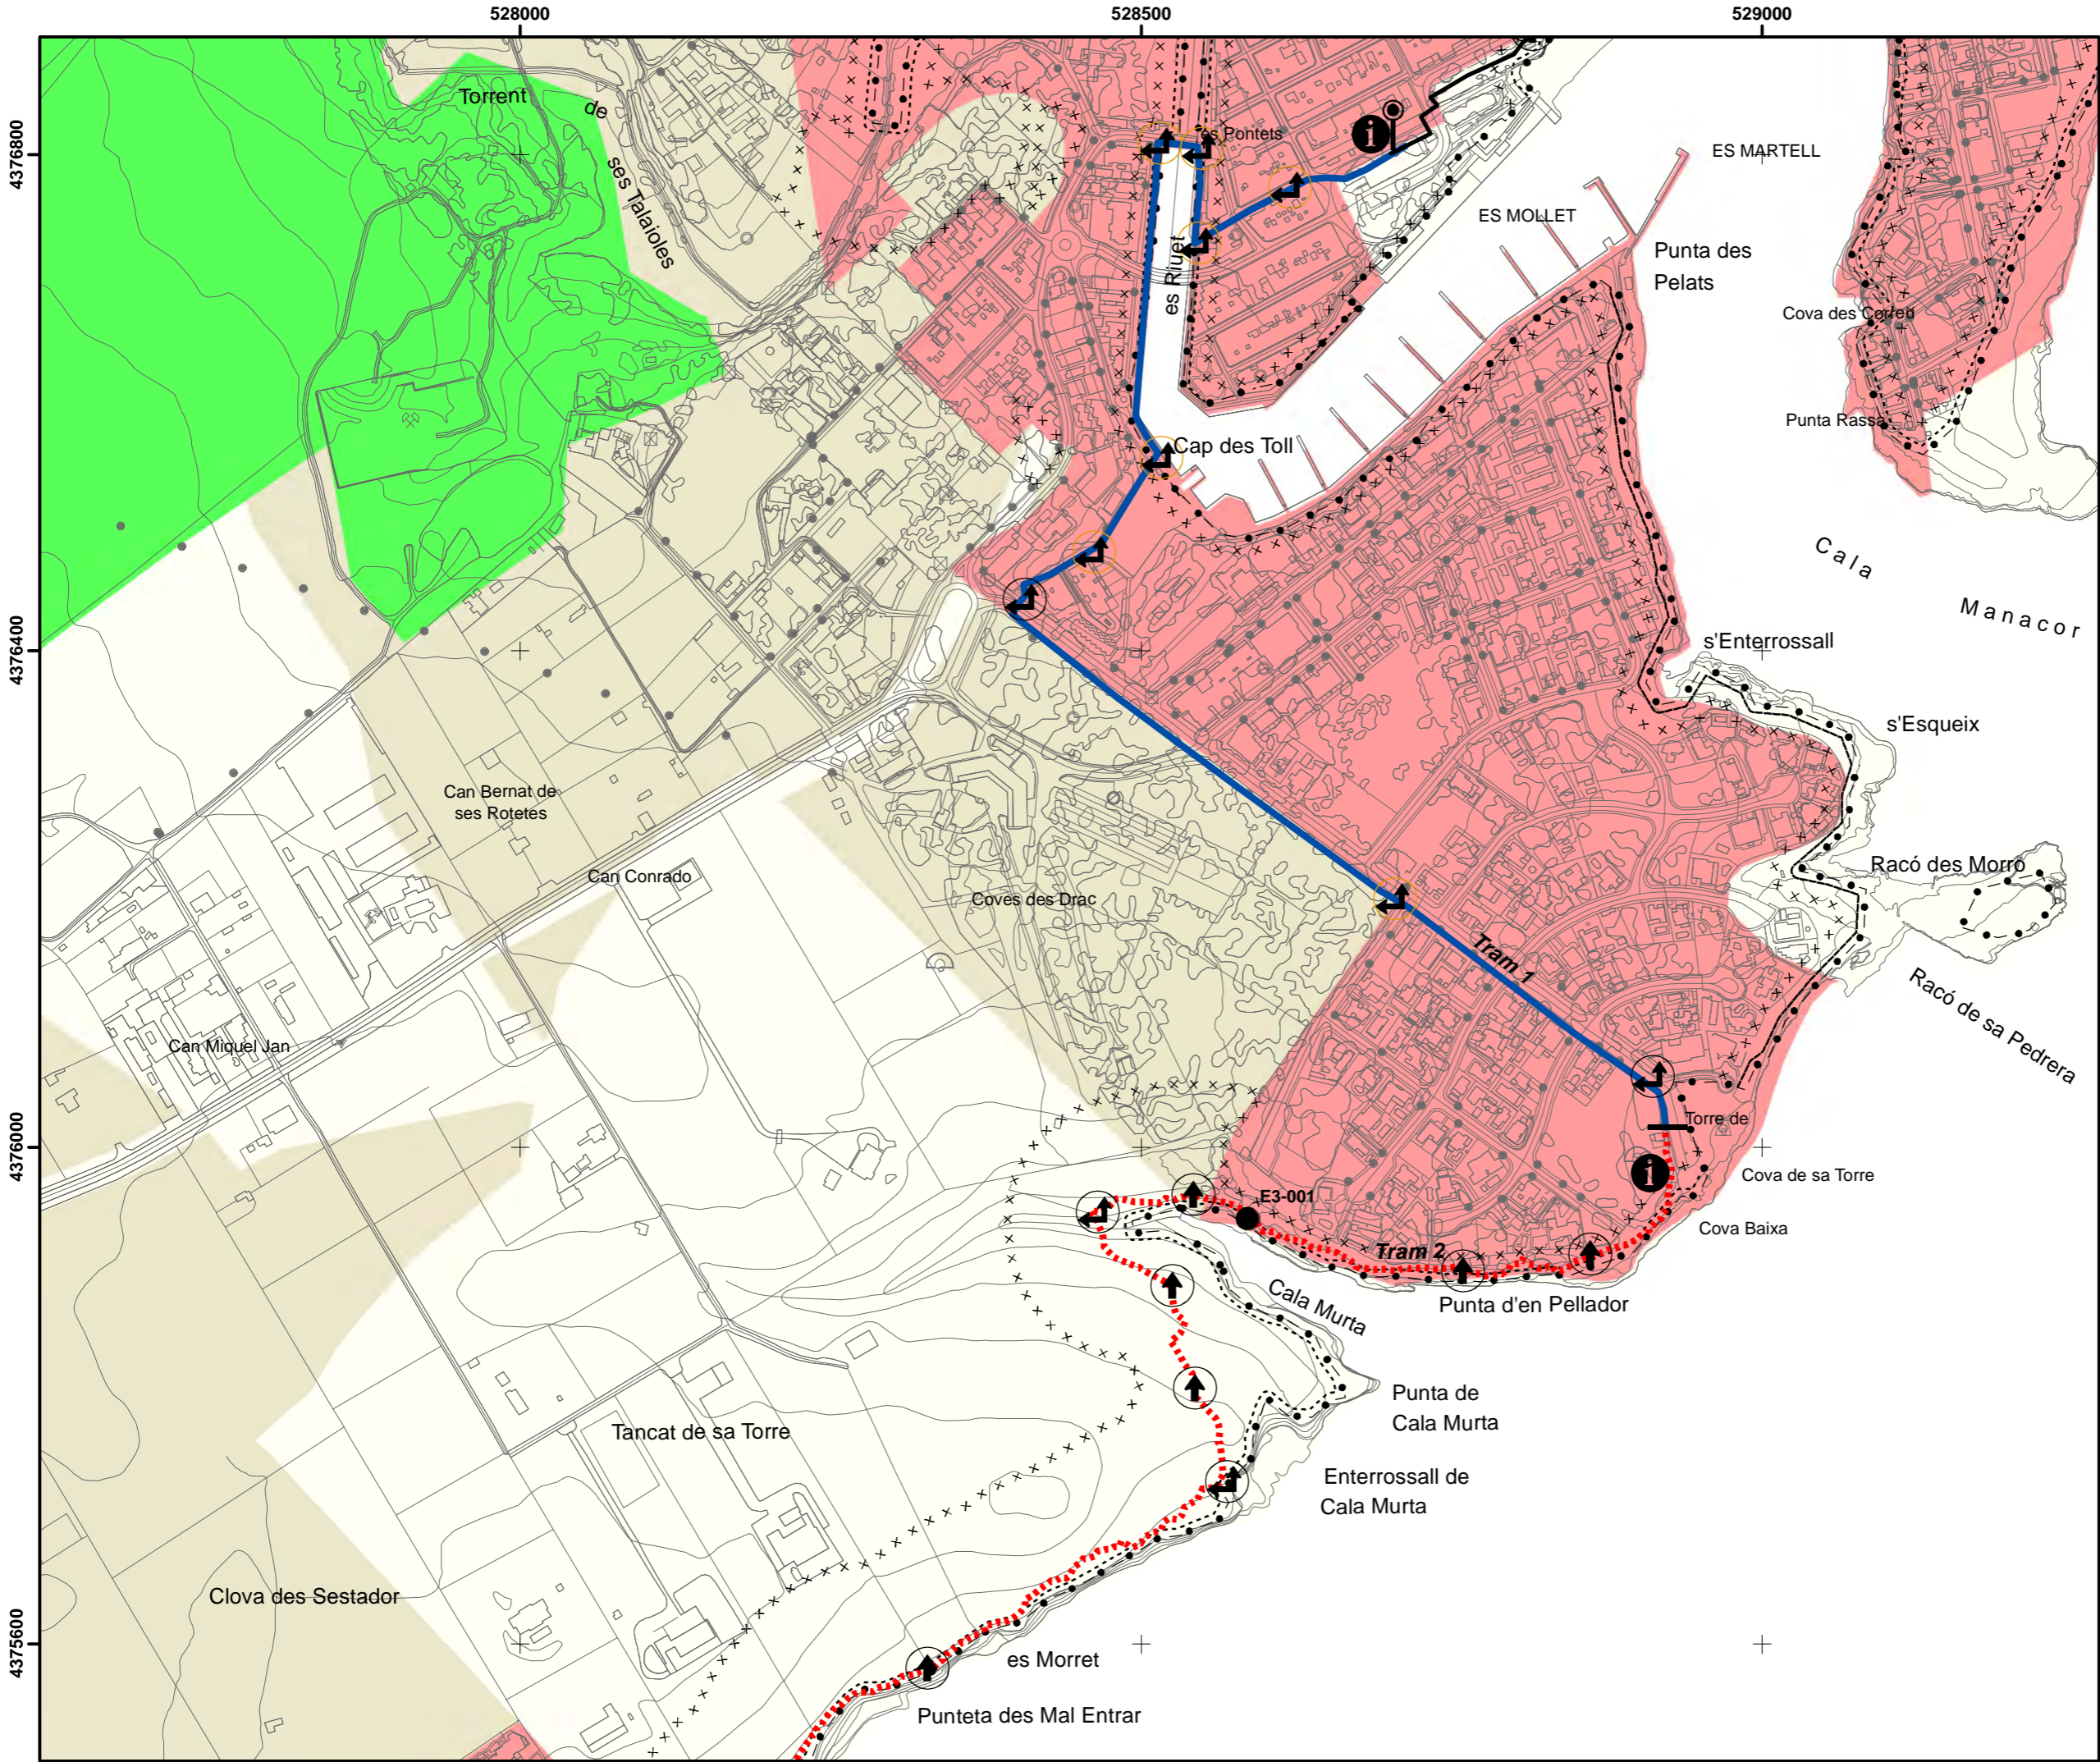 528000
528500
529000
4376800
4376400
4376000
4375600
Torrent
de
ses Talaioles
es Pontets
i
ES MARTELL
ES MOLLET
Punta des
Pelats
es Riuet
Cova des Correu
Punta Rassa
Cap des Toll
Cala
Manacor
s'Enterrossall
s'Esqueix
Can Bernat de
ses Rotetes
Can Conrado
Coves des Drac
Racó des Morro
Tram 1
Racó de sa Pedrera
Can Miquel Jan
Torre de
i
Cova de sa Torre
E3-001
Cova Baixa
Tram 2
Cala Murta
Punta d'en Pellador
Punta de
Cala Murta
Tancat de sa Torre
Enterrossall de
Cala Murta
Clova des Sestador
es Morret
Punteta des Mal Entrar